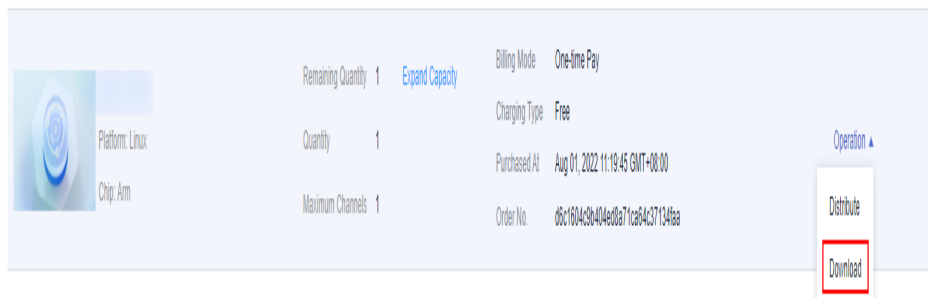 Platform: Linux
Chip: Arm
Remaining Quantity 1 Expand Capacity
Quantity 1
Maximum Channels 1
Billing Mode One-time Pay
Charging Type Free
Purchased At Aug 01, 2022 11:19:45 GMT+08:00
Order No. d6c1604c9b404ed8a71ca64c37134faa
Operation ▲
Distribute
Download